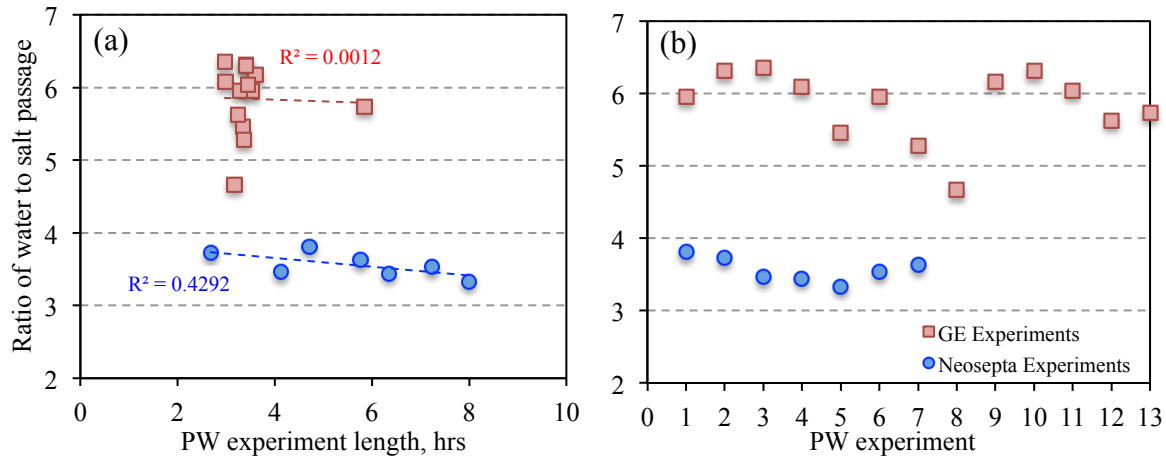 (a)
R² = 0.0012
R² = 0.4292
Ratio of water to salt passage
7
6
5
4
3
2
0 2 4 6 8 10
PW experiment length, hrs
(b)
7
6
5
4
3
2
GE Experiments
Neosepta Experiments
0 1 2 3 4 5 6 7 8 9 10 11 12 13
PW experiment